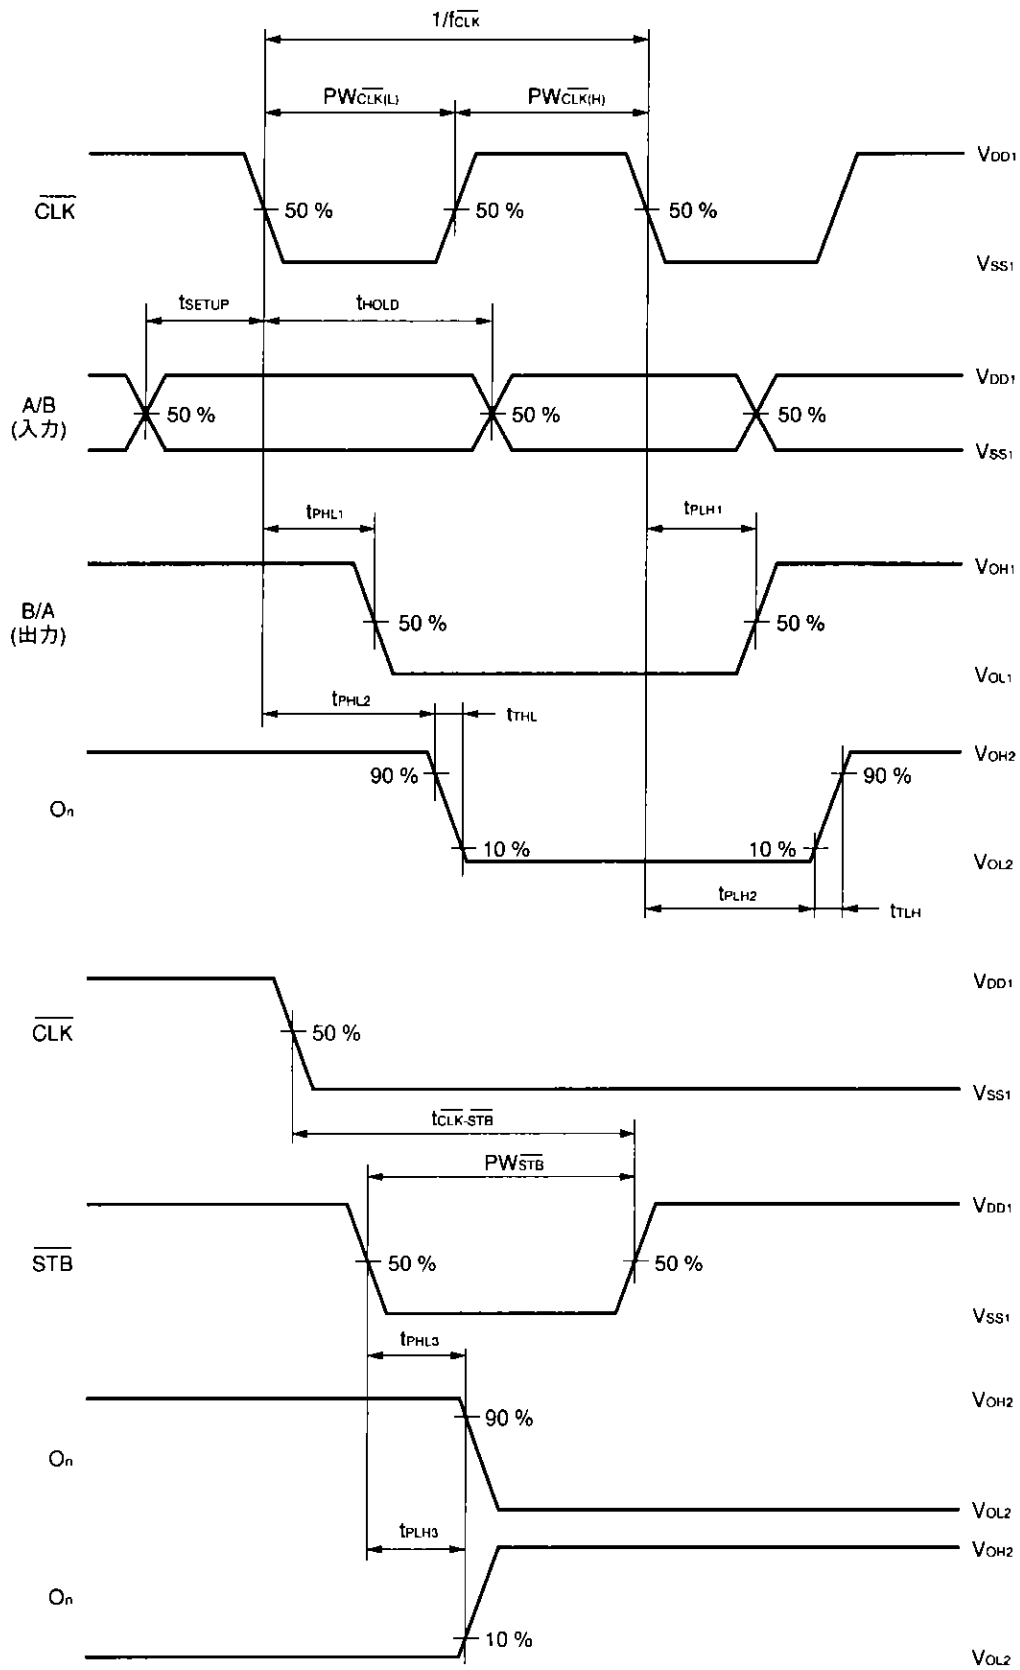 1/fCLK
PWCLK(L) PWCLK(H)
VDD1
CLK 50 % 50 % 50 %
VSS1
tSETUP tHOLD
VDD1
A/B
(入力) 50 % 50 % 50 %
VSS1
tPHL1 tPLH1
VOH1
B/A
(出力) 50 % 50 %
VOL1
tPHL2 tTHL
VOH2
90 % 90 %
On
10 % 10 %
VOL2
tPLH2 tTLH
VDD1
CLK 50 %
VSS1
tCLK-STB
PWSTB
VDD1
STB 50 % 50 %
VSS1
tPHL3
VOH2
90 %
On
VOL2
tPLH3
VOH2
On
10 %
VOL2